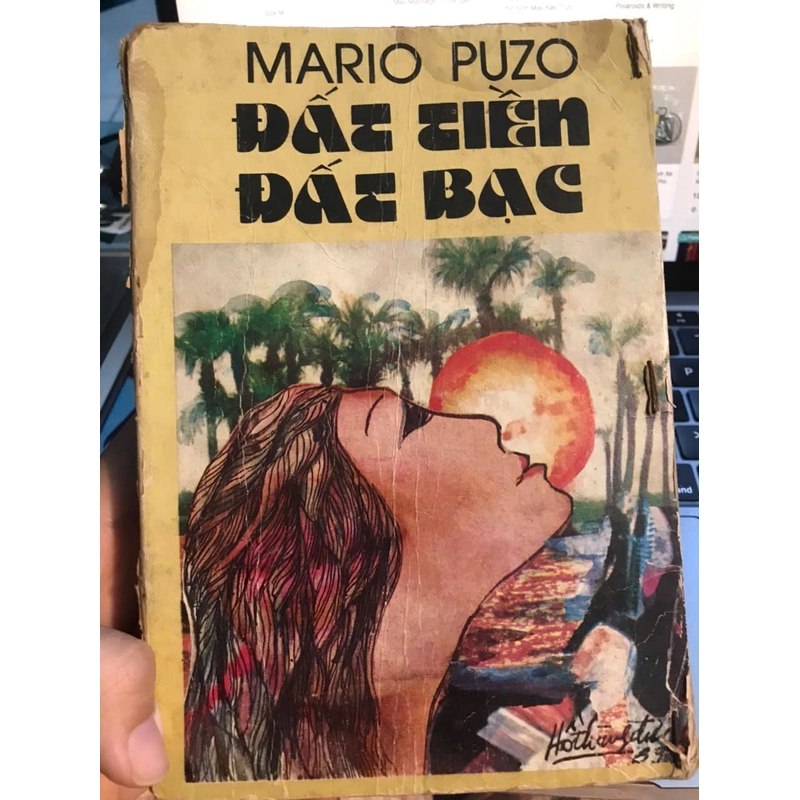 MARIO PUZO
ĐẤT TIỀN
ĐẤT BẠC
P